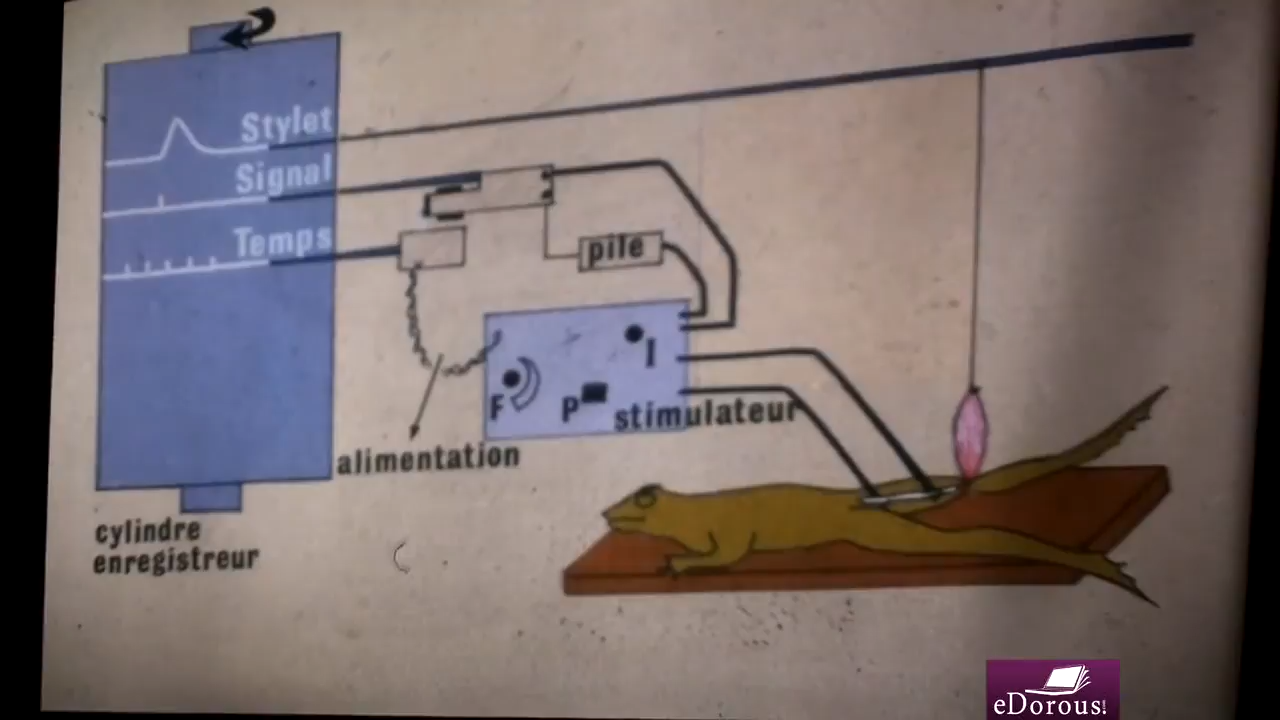 Stylet
Signal
Temps
pile
I
F
P
stimulateur
alimentation
cylindre
enregistreur
eDorous!